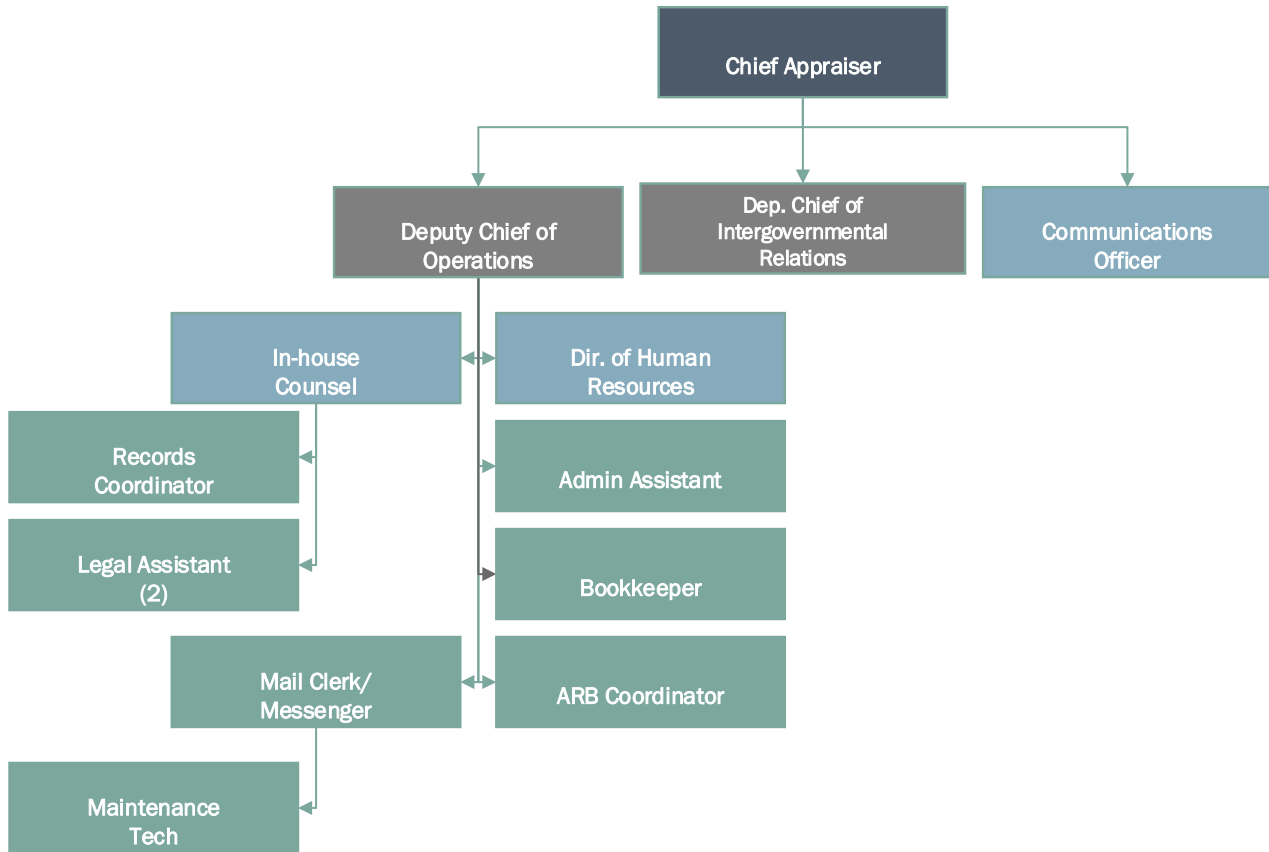 Chief Appraiser
Deputy Chief of
Operations
Dep. Chief of
Intergovernmental
Relations
Communications
Officer
In-house
Counsel
Dir. of Human
Resources
Records
Coordinator
Admin Assistant
Legal Assistant
(2)
Bookkeeper
Mail Clerk/
Messenger
ARB Coordinator
Maintenance
Tech